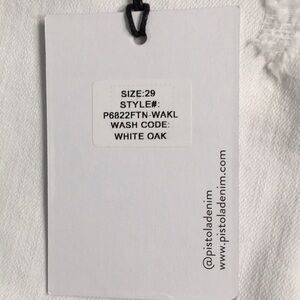 SIZE:29
STYLE#:
P6822FTN-WAKL
WASH CODE:
WHITE OAK
@pistoladenim
www.pistoladenim.com